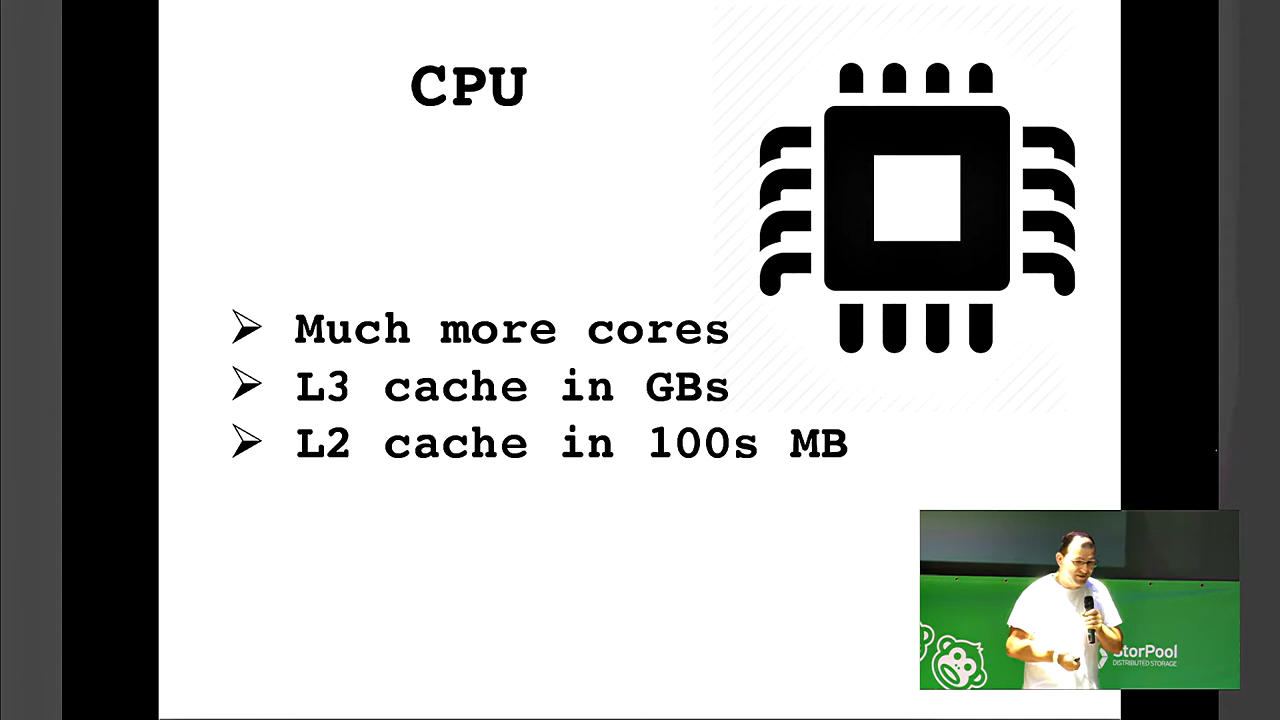 CPU
Much more cores
L3 cache in GBs
L2 cache in 100s MB
StorPool
DISTRIBUTED STORAGE